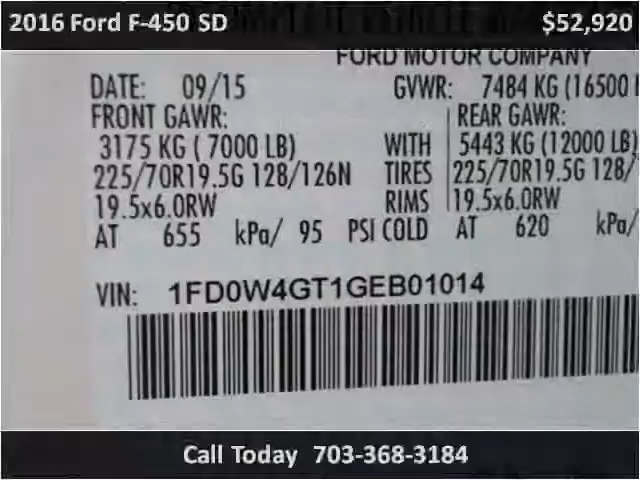 2016 Ford F-450 SD $52,920
FORD MOTOR COMPANY
DATE: 09/15 GVWR: 7484 KG (16500
FRONT GAWR: REAR GAWR:
3175 KG ( 7000 LB) WITH 5443 KG (12000 LB)
225/70R19.5G 128/126N TIRES 225/70R19.5G 128/
19.5x6.0RW RIMS 19.5x6.0RW
AT 655 kPa/ 95 PSI COLD AT 620 kPa/
VIN: 1FD0W4GT1GEB01014
Call Today 703-368-3184